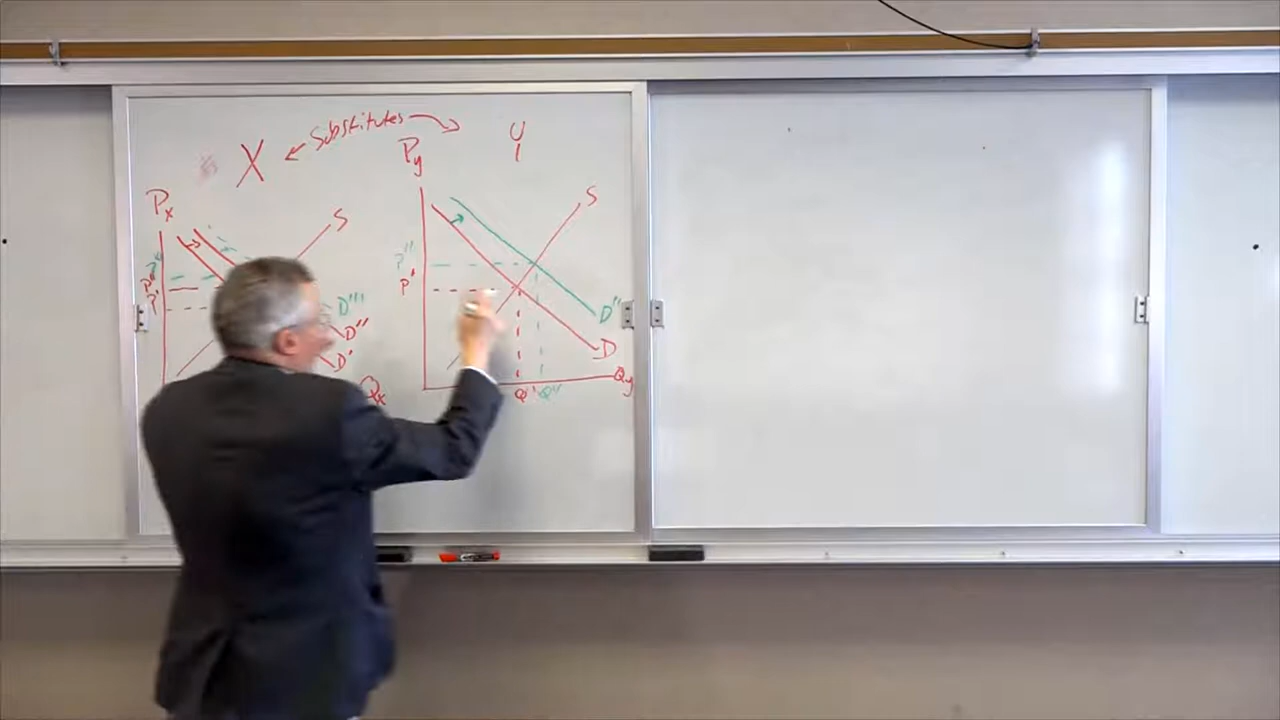 X ← Substitutes → Y
Px
S
P'''
P''
P'
D'''
D''
D'
Qx
Py
S
P''
P'
D''
D
Q' Q''
Qy